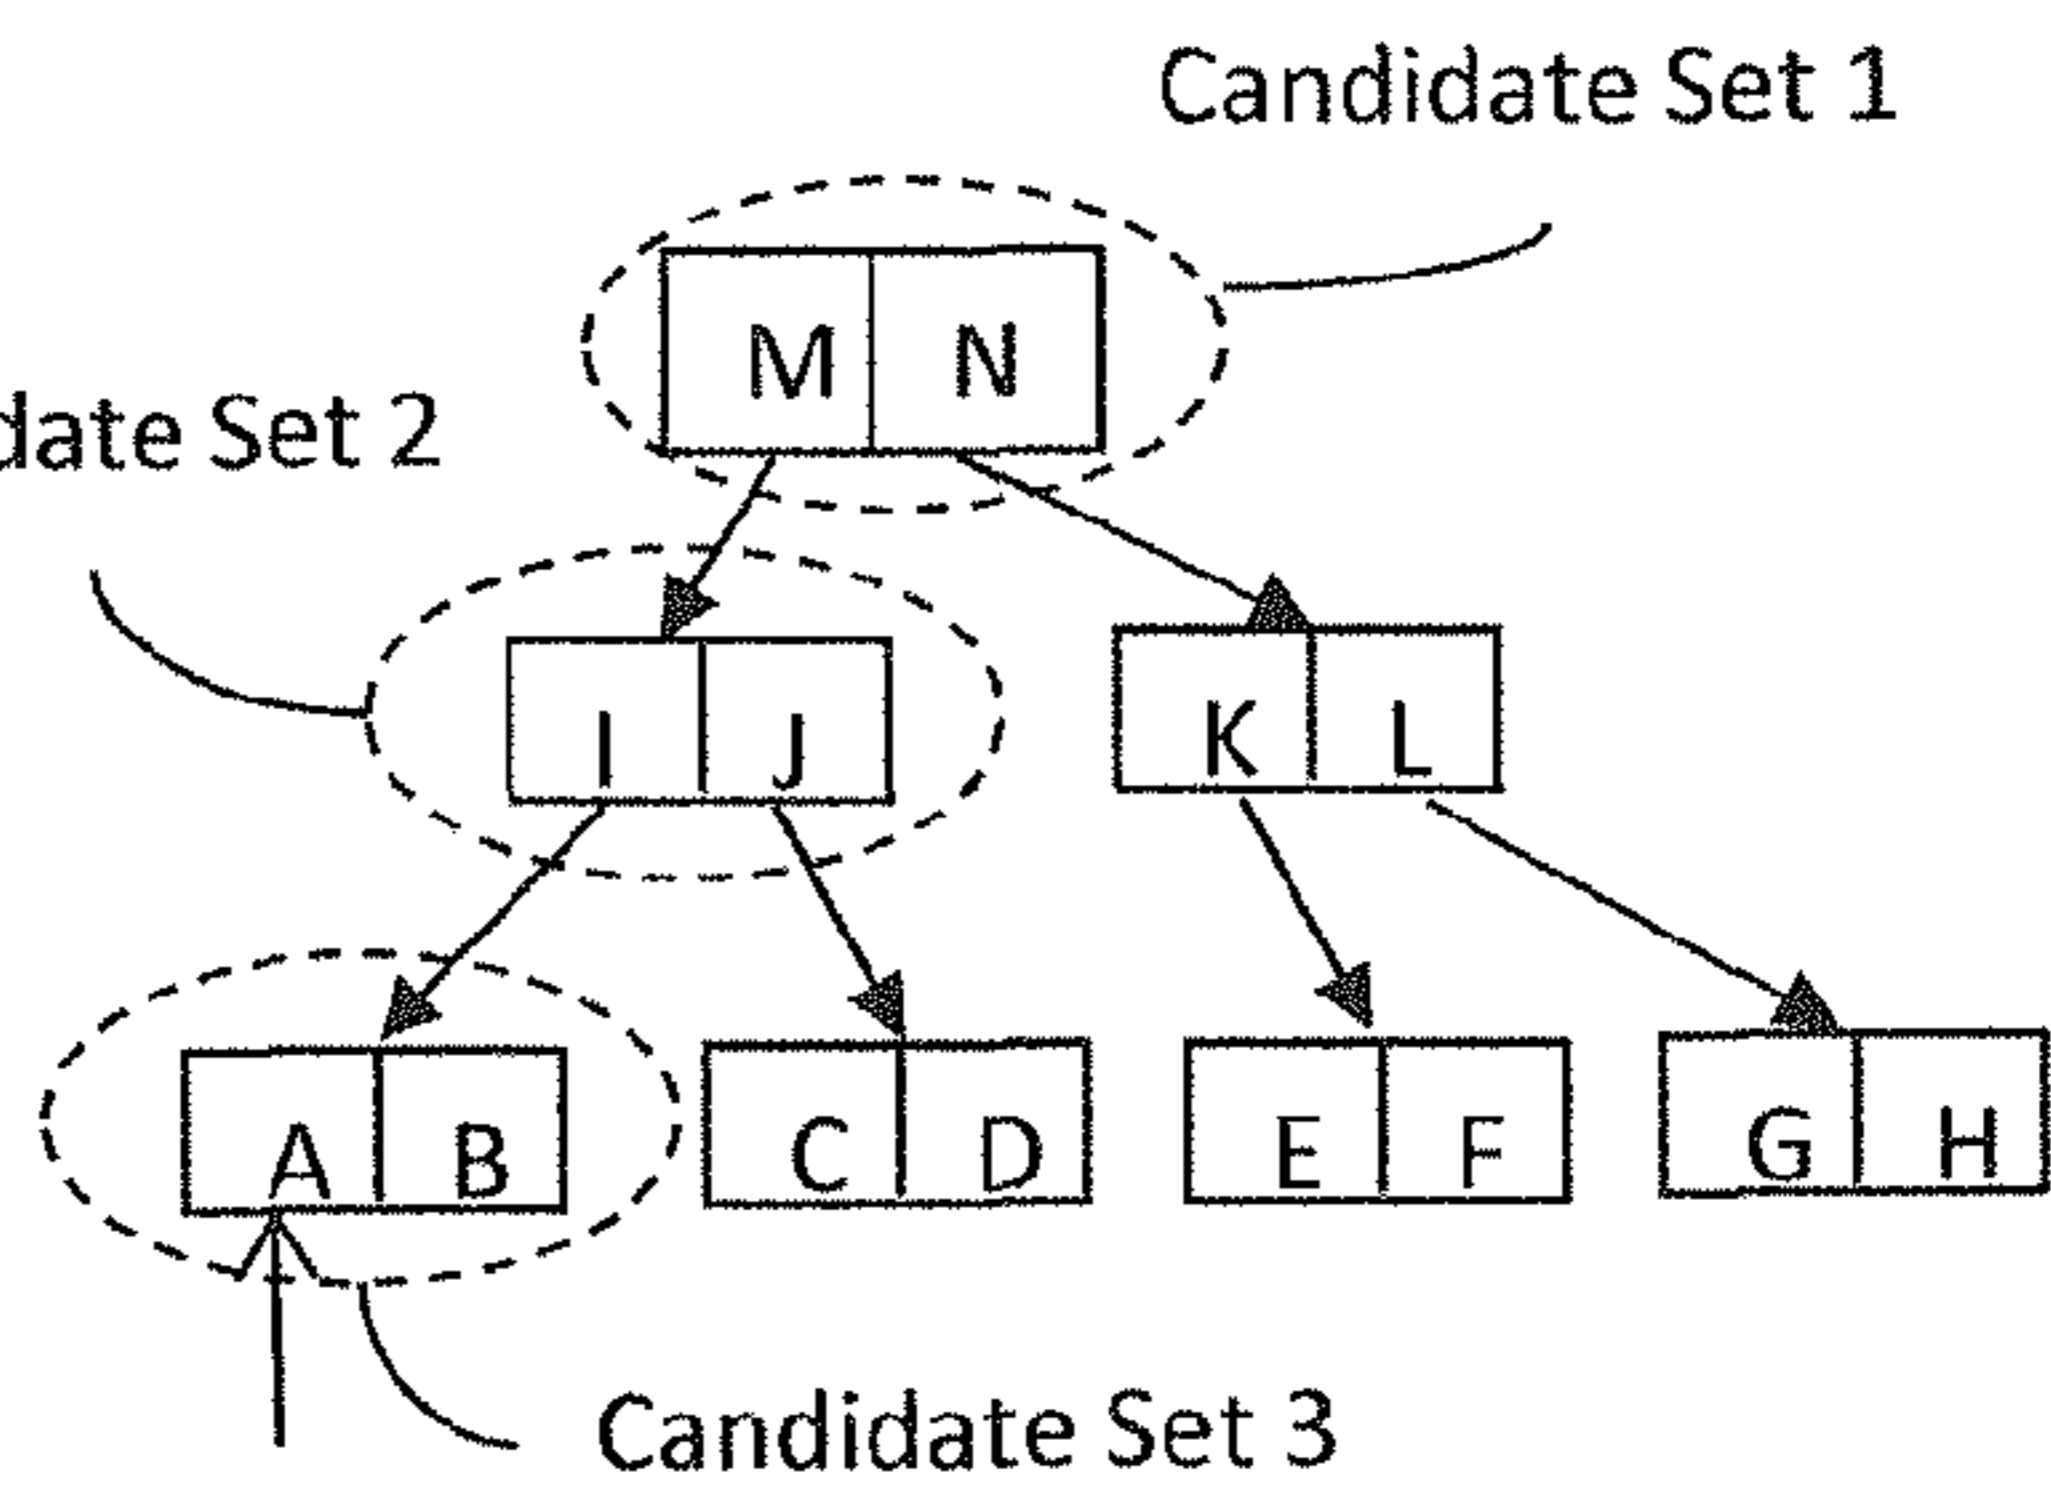 Candidate Set 1
M N
date Set 2
I J K L
A B C D E F G H
Candidate Set 3